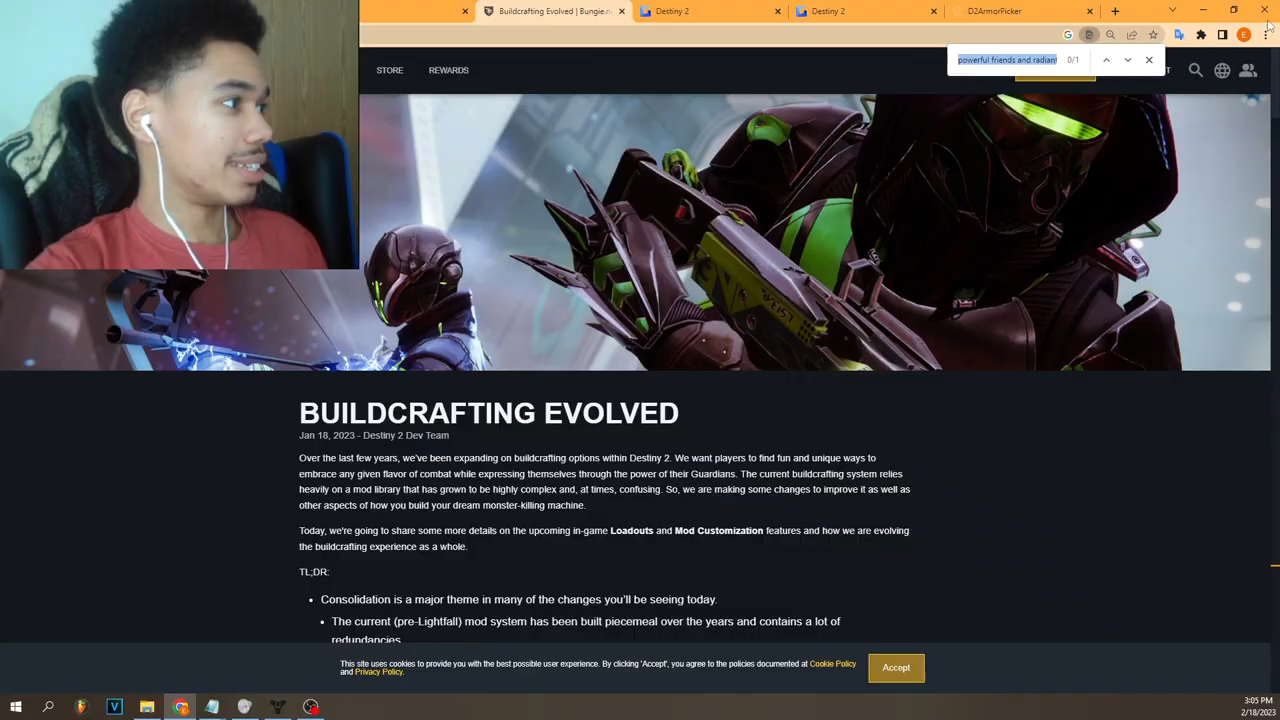 Buildcrafting Evolved | Bungie.n
Destiny 2
Destiny 2
D2ArmorPicker
powerful friends and radiant
0/1
STORE
REWARDS
BUILDCRAFTING EVOLVED
Jan 18, 2023 - Destiny 2 Dev Team
Over the last few years, we've been expanding on buildcrafting options within Destiny 2. We want players to find fun and unique ways to
embrace any given flavor of combat while expressing themselves through the power of their Guardians. The current buildcrafting system relies
heavily on a mod library that has grown to be highly complex and, at times, confusing. So, we are making some changes to improve it as well as
other aspects of how you build your dream monster-killing machine.
Today, we're going to share some more details on the upcoming in-game Loadouts and Mod Customization features and how we are evolving
the buildcrafting experience as a whole.
TL;DR:
• Consolidation is a major theme in many of the changes you'll be seeing today.
• The current (pre-Lightfall) mod system has been built piecemeal over the years and contains a lot of
redundancies.
This site uses cookies to provide you with the best possible user experience. By clicking 'Accept', you agree to the policies documented at Cookie Policy
and Privacy Policy.
Accept
3:05 PM
2/18/2023